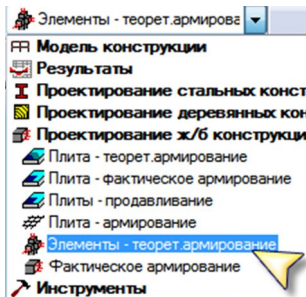 Элементы - теорет.армирова
Модель конструкции
Результаты
Проектирование стальных конст
Проектирование деревянных кон
Проектирование ж/б конструкци
Плита - теорет.армирование
Плита - фактическое армирование
Плиты - продавливание
Плита - армирование
Элементы - теорет.армирование
Фактическое армирование
Инструменты